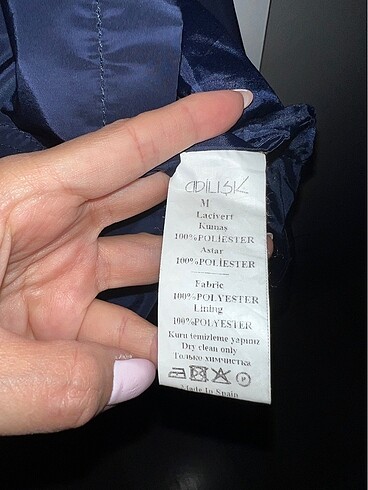 ADILIŞIK
M
Lacivert
Kumaş
100%POLİESTER
Astar
100%POLİESTER
Fabric
100%POLYESTER
Lining
100%POLYESTER
Kuru temizleme yapınız
Dry clean only
Только химчистка
P
Made In Spain